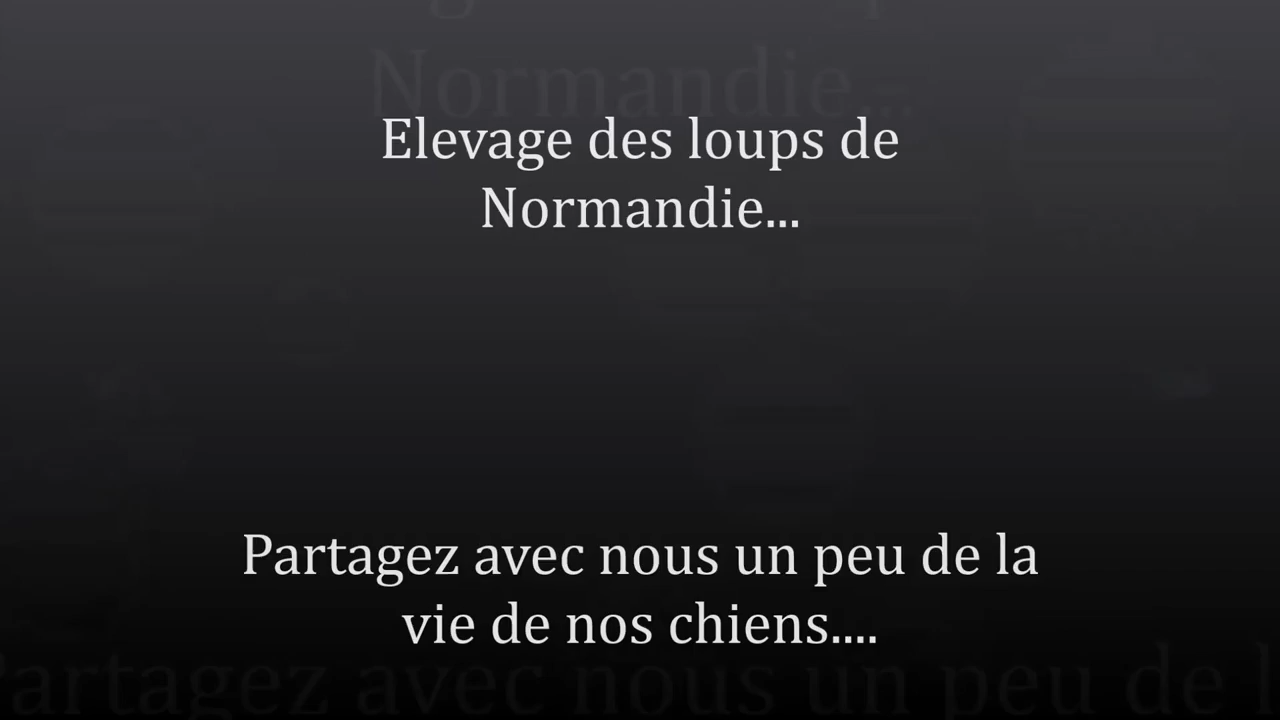 Elevage des loups de
Normandie...
Partagez avec nous un peu de la
vie de nos chiens....